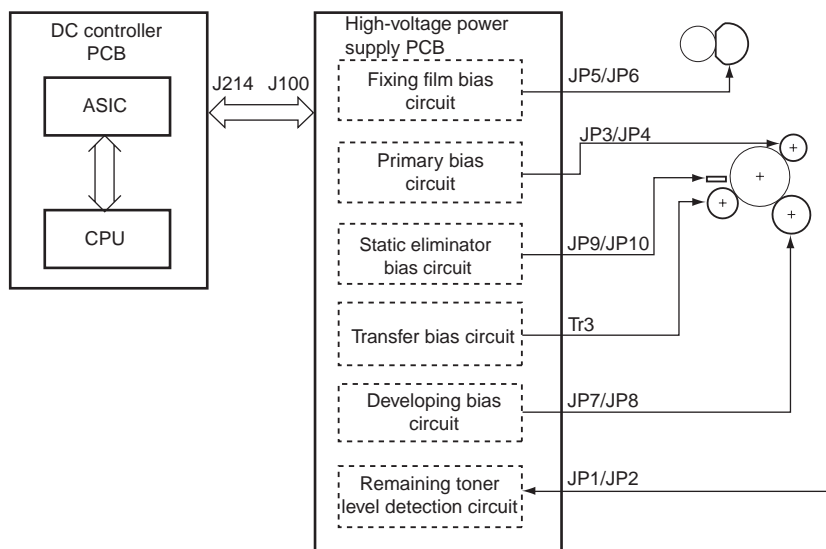 DC controller
PCB
ASIC
CPU
J214 J100
High-voltage power
supply PCB
Fixing film bias
circuit
JP5/JP6
Primary bias
circuit
JP3/JP4
Static eliminator
bias circuit
JP9/JP10
Transfer bias circuit
Tr3
Developing bias
circuit
JP7/JP8
Remaining toner
level detection circuit
JP1/JP2